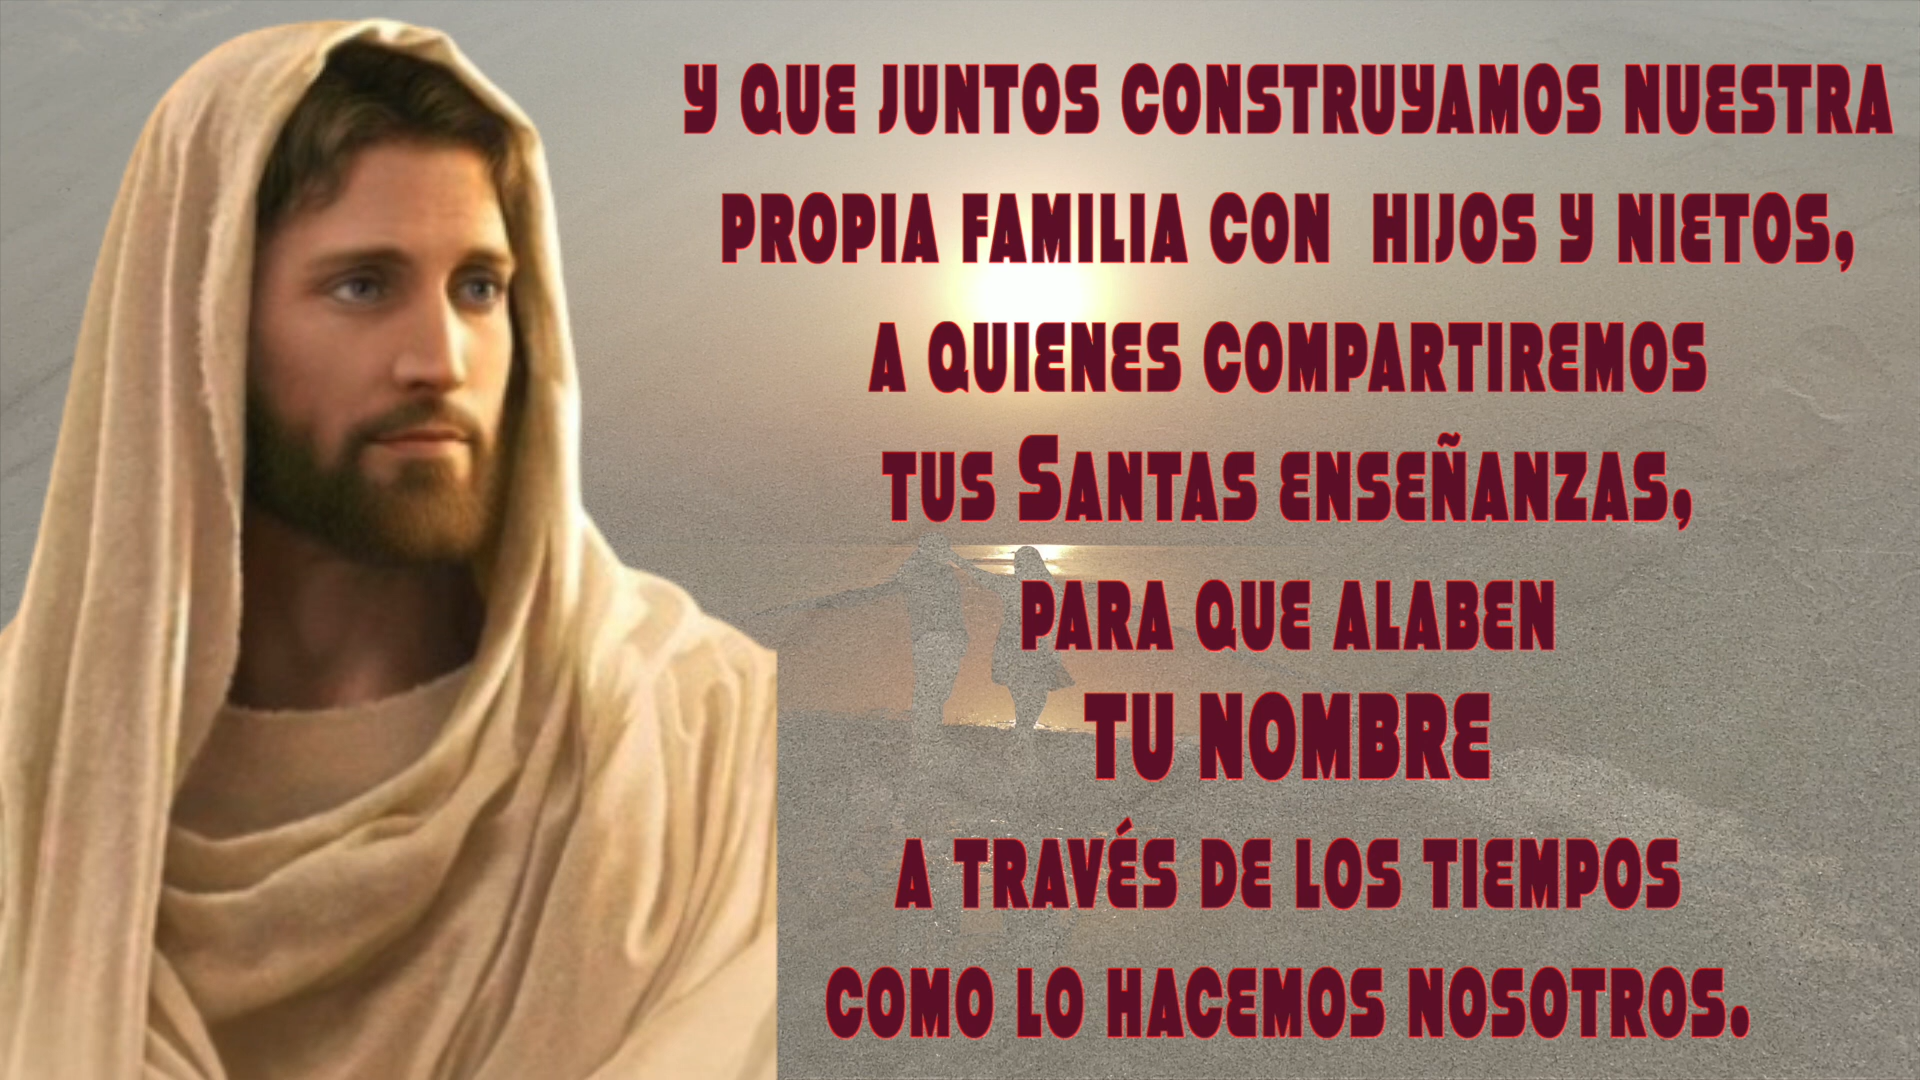 Y QUE JUNTOS CONSTRUYAMOS NUESTRA
PROPIA FAMILIA CON HIJOS Y NIETOS,
A QUIENES COMPARTIREMOS
TUS SANTAS ENSEÑANZAS,
PARA QUE ALABEN
TU NOMBRE
A TRAVÉS DE LOS TIEMPOS
COMO LO HACEMOS NOSOTROS.